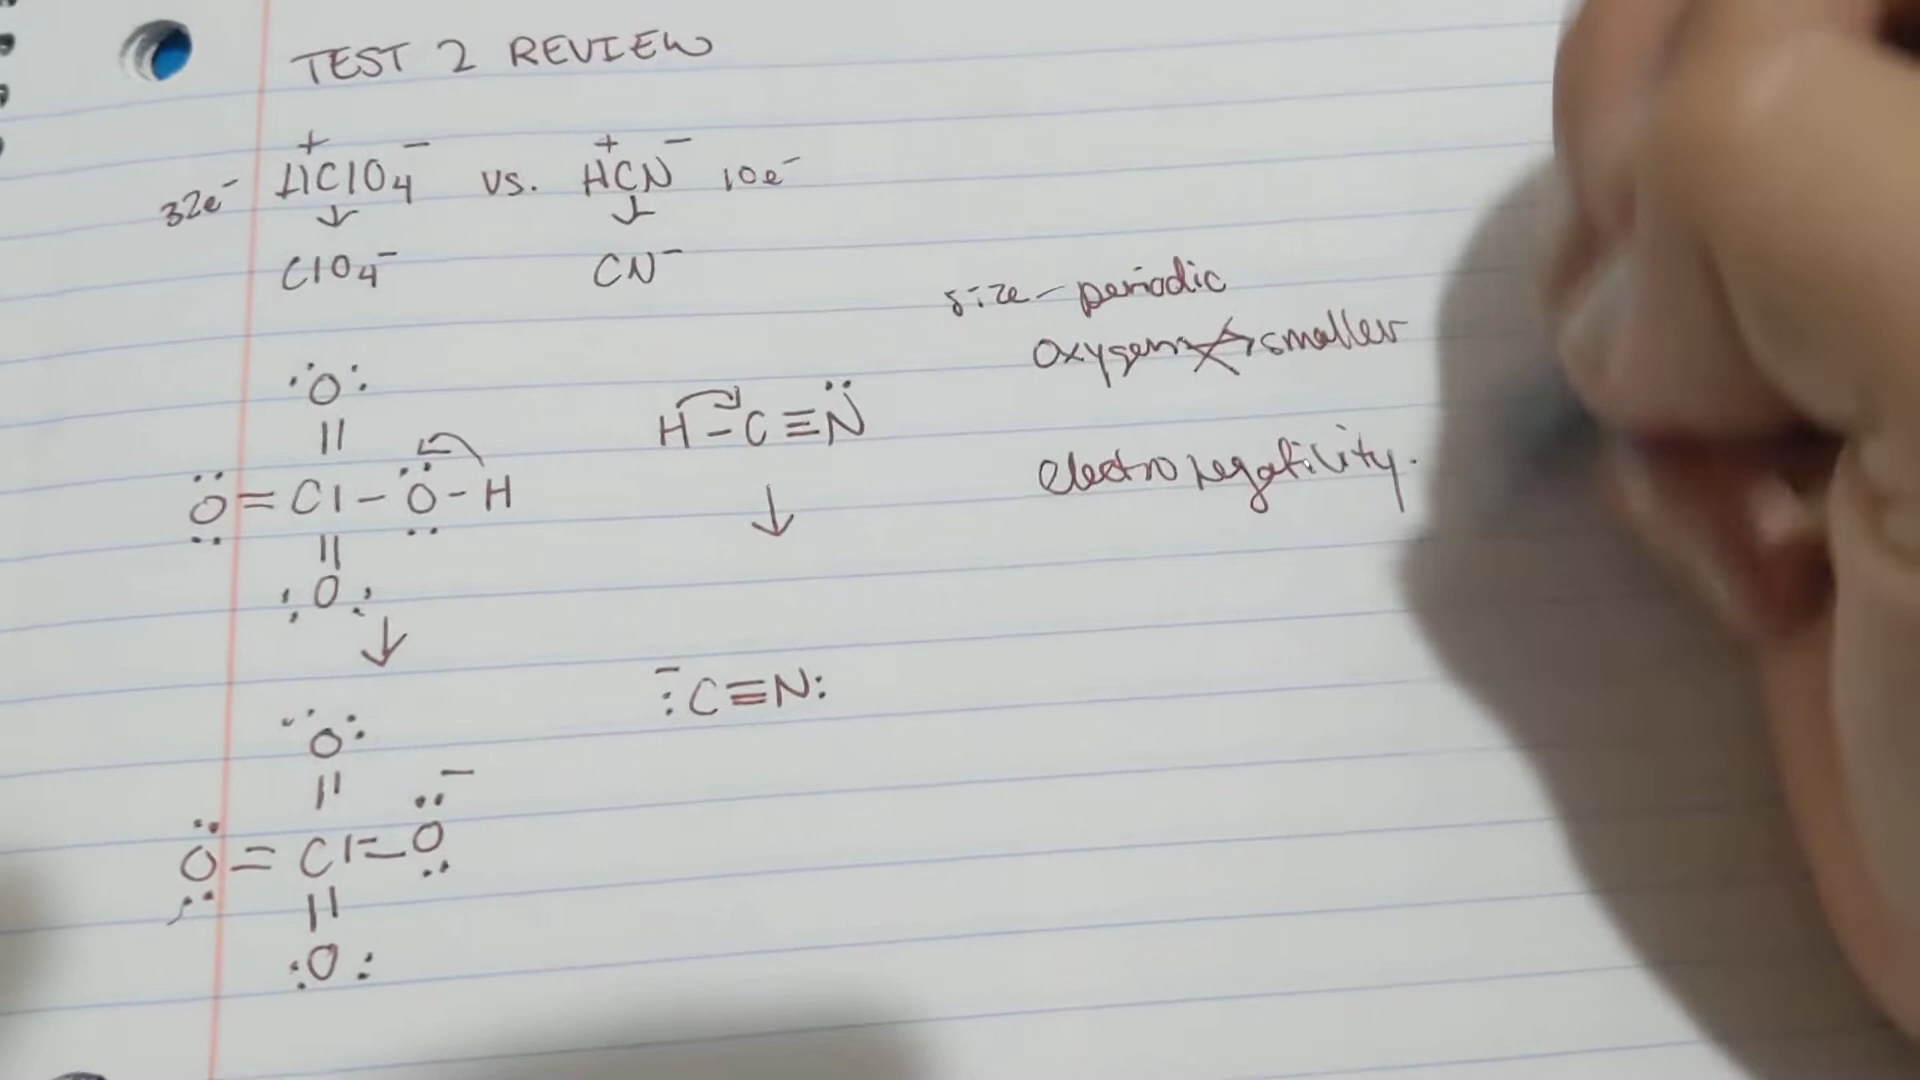 TEST 2 REVIEW
+ − + −
32e⁻ HClO₄ vs. HCN 10e⁻
↓ ↓
ClO₄⁻ CN⁻
size - periodic
oxygen → smaller
:Ö:
||
H - C ≡ N̈
electronegativity.
Ö = Cl - Ö - H
||
:O:
↓ ↓
⁻:C≡N:
:Ö:
||
Ö = Cl - Ö⁻
||
:O: